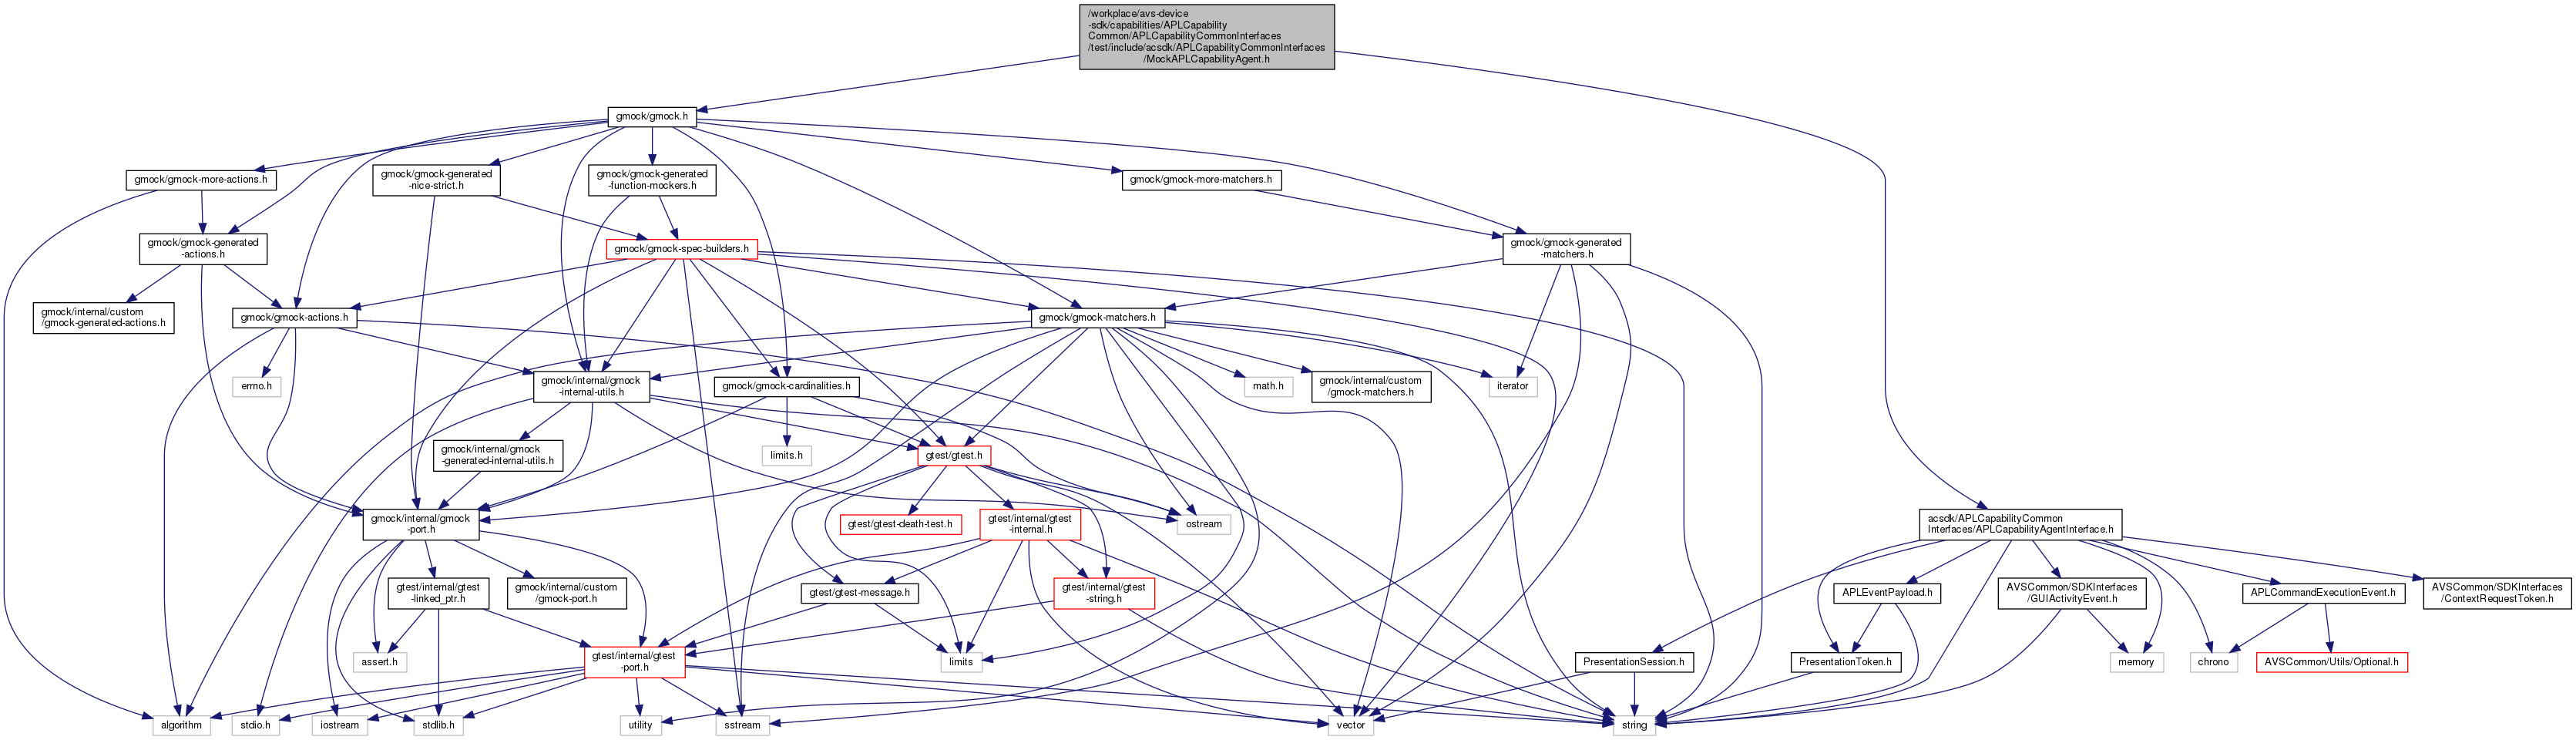 /workplace/avs-device
-sdk/capabilities/APLCapability
Common/APLCapabilityCommonInterfaces
/test/include/acsdk/APLCapabilityCommonInterfaces
/MockAPLCapabilityAgent.h
gmock/gmock.h
gmock/gmock-more-actions.h
gmock/gmock-generated
-nice-strict.h
gmock/gmock-generated
-function-mockers.h
gmock/gmock-more-matchers.h
gmock/gmock-generated
-actions.h
gmock/gmock-spec-builders.h
gmock/gmock-generated
-matchers.h
gmock/internal/custom
/gmock-generated-actions.h
gmock/gmock-actions.h
gmock/gmock-matchers.h
errno.h
gmock/internal/gmock
-internal-utils.h
gmock/gmock-cardinalities.h
math.h
gmock/internal/custom
/gmock-matchers.h
iterator
gmock/internal/gmock
-generated-internal-utils.h
limits.h
gtest/gtest.h
gmock/internal/gmock
-port.h
gtest/gtest-death-test.h
gtest/internal/gtest
-internal.h
ostream
acsdk/APLCapabilityCommon
Interfaces/APLCapabilityAgentInterface.h
gtest/internal/gtest
-linked_ptr.h
gmock/internal/custom
/gmock-port.h
gtest/gtest-message.h
gtest/internal/gtest
-string.h
APLEventPayload.h
AVSCommon/SDKInterfaces
/GUIActivityEvent.h
APLCommandExecutionEvent.h
AVSCommon/SDKInterfaces
/ContextRequestToken.h
assert.h
gtest/internal/gtest
-port.h
limits
PresentationSession.h
PresentationToken.h
memory
chrono
AVSCommon/Utils/Optional.h
algorithm
stdio.h
iostream
stdlib.h
utility
sstream
vector
string